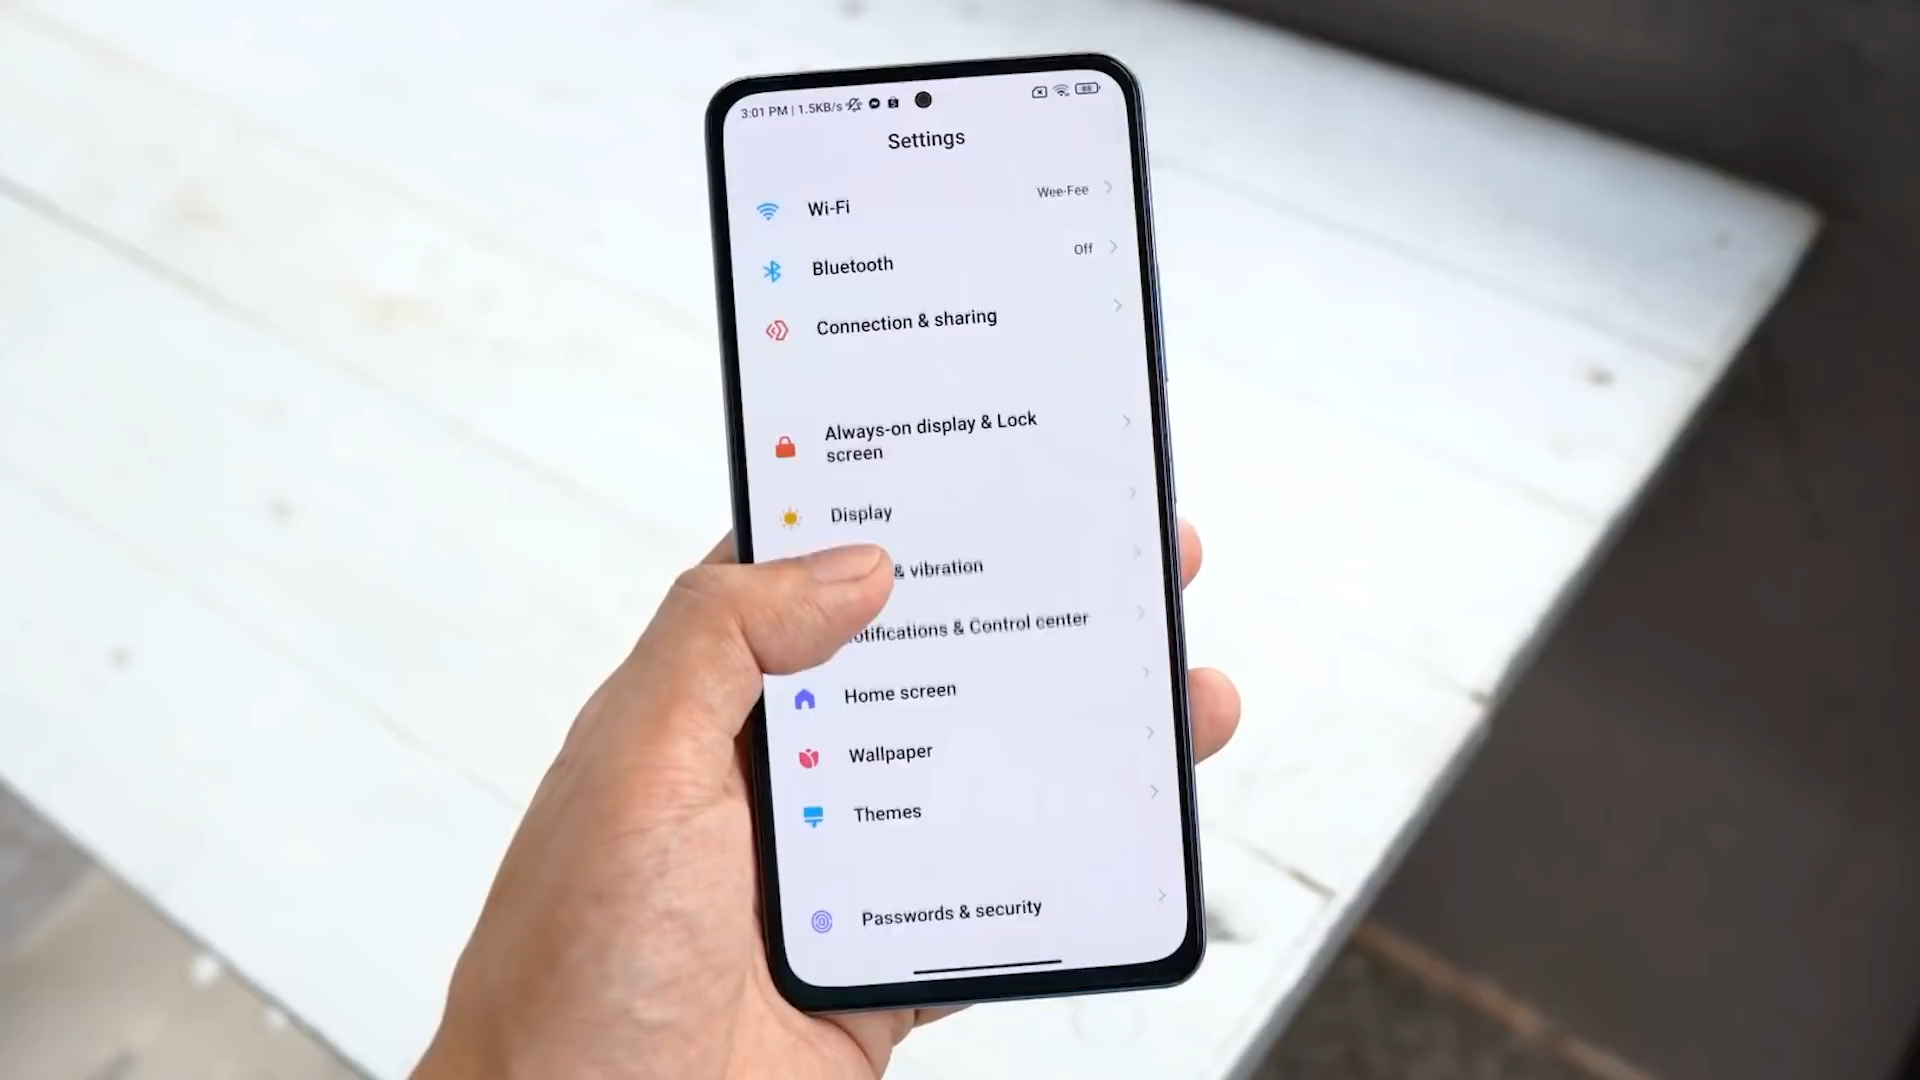 3:01 PM | 1.5KB/s 88
Settings
Wi-Fi Wee-Fee
Bluetooth Off
Connection & sharing
Always-on display & Lock
screen
Display
& vibration
otifications & Control center
Home screen
Wallpaper
Themes
Passwords & security